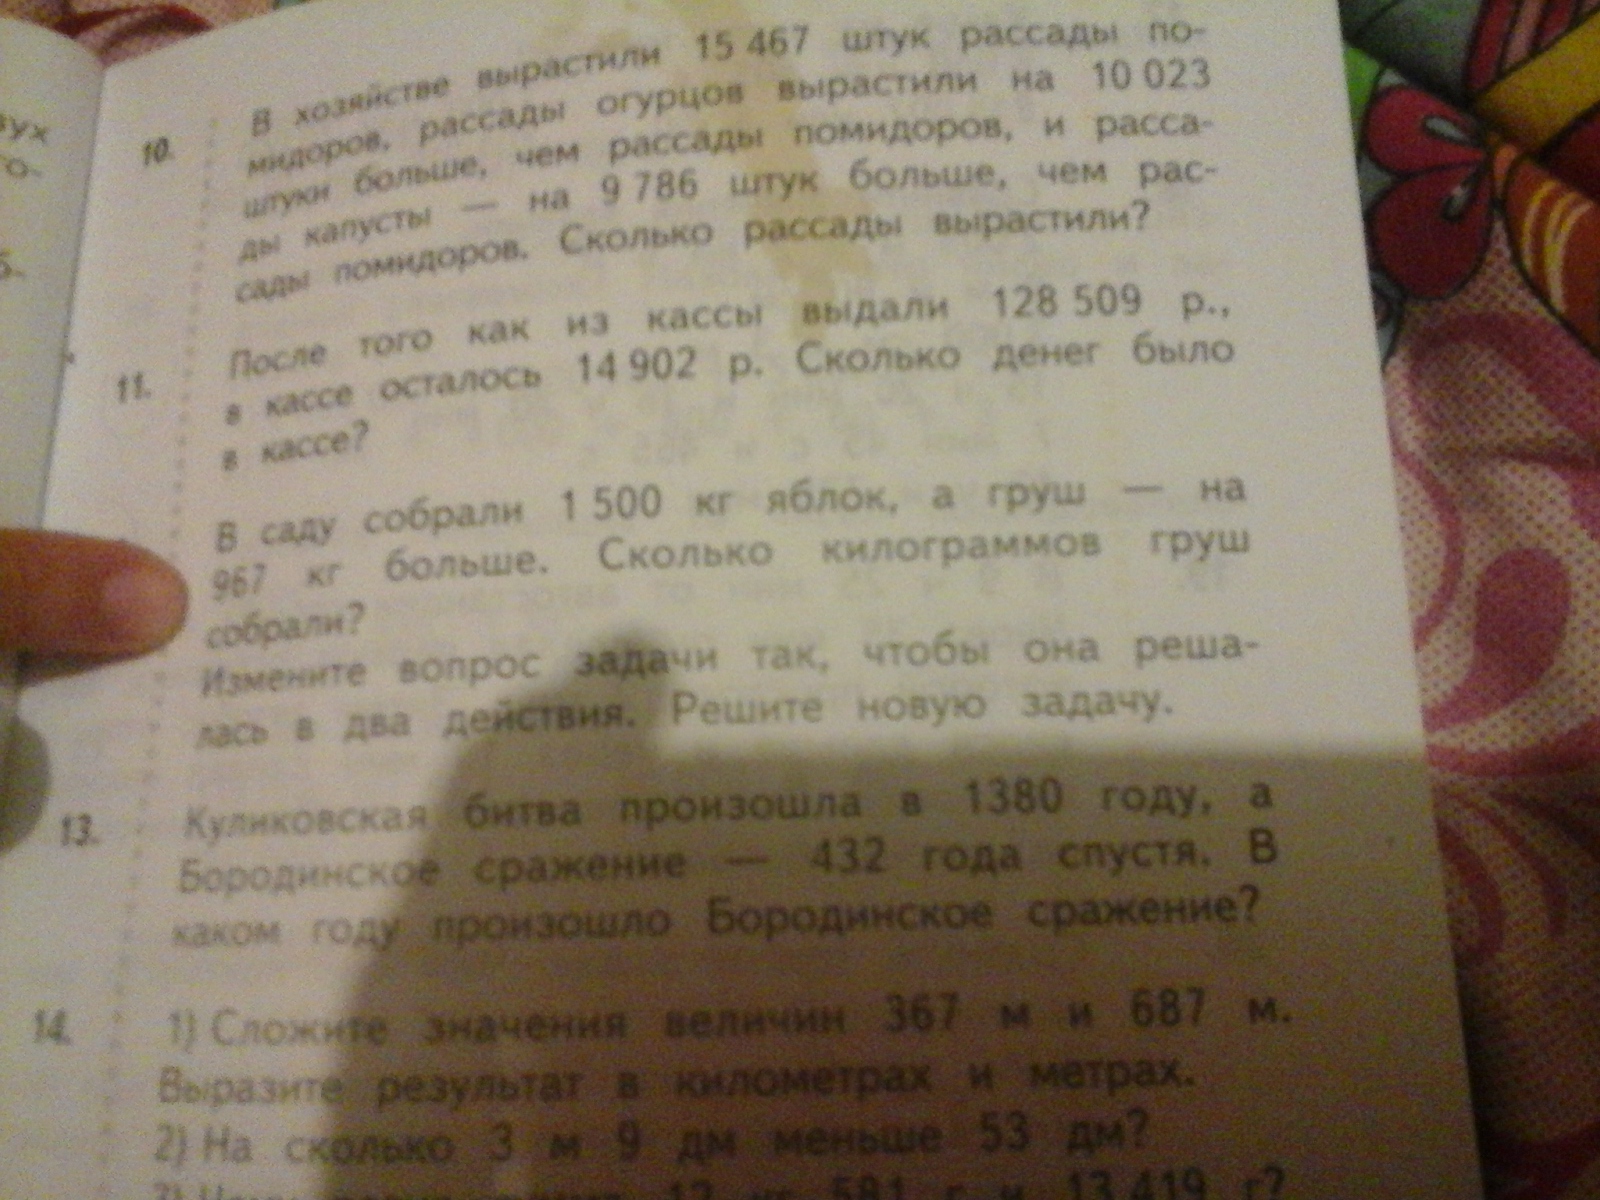 вух
о-
10. В хозяйстве вырастили 15 467 штук рассады по-
мидоров, рассады огурцов вырастили на 10 023
штуки больше, чем рассады помидоров, и расса-
ды капусты — на 9 786 штук больше, чем рас-
сады помидоров. Сколько рассады вырастили?
11. После того как из кассы выдали 128 509 р.,
в кассе осталось 14 902 р. Сколько денег было
в кассе?
В саду собрали 1 500 кг яблок, а груш — на
967 кг больше. Сколько килограммов груш
собрали?
Измените вопрос задачи так, чтобы она реша-
лась в два действия. Решите новую задачу.
13. Куликовская битва произошла в 1380 году, а
Бородинское сражение — 432 года спустя. В
каком году произошло Бородинское сражение?
14. 1) Сложите значения величин 367 м и 687 м.
Выразите результат в километрах и метрах.
2) На сколько 3 м 9 дм меньше 53 дм?
581 г и 13 419 г?